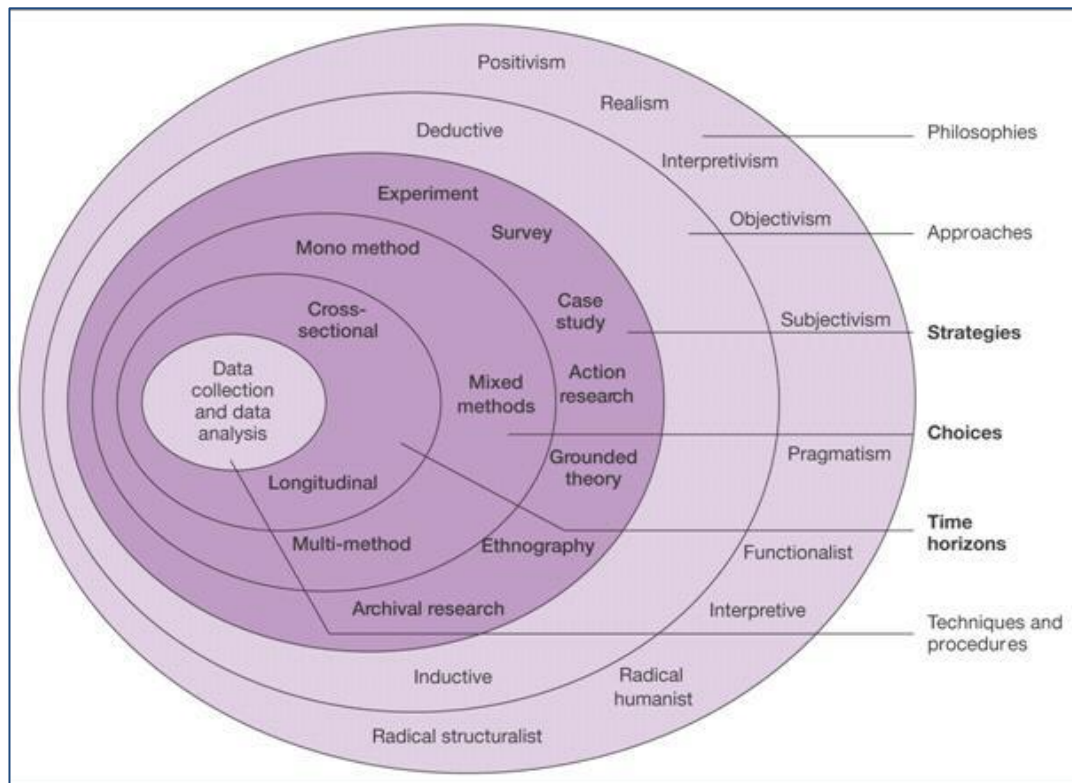 Positivism
Realism
Philosophies
Deductive
Interpretivism
Experiment
Objectivism
Approaches
Survey
Mono method
Cross-
sectional
Case
study
Subjectivism
Strategies
Data
collection
and data
analysis
Mixed
methods
Action
research
Choices
Pragmatism
Grounded
theory
Longitudinal
Time
horizons
Multi-method
Ethnography
Functionalist
Archival research
Interpretive
Techniques and
procedures
Inductive
Radical
humanist
Radical structuralist